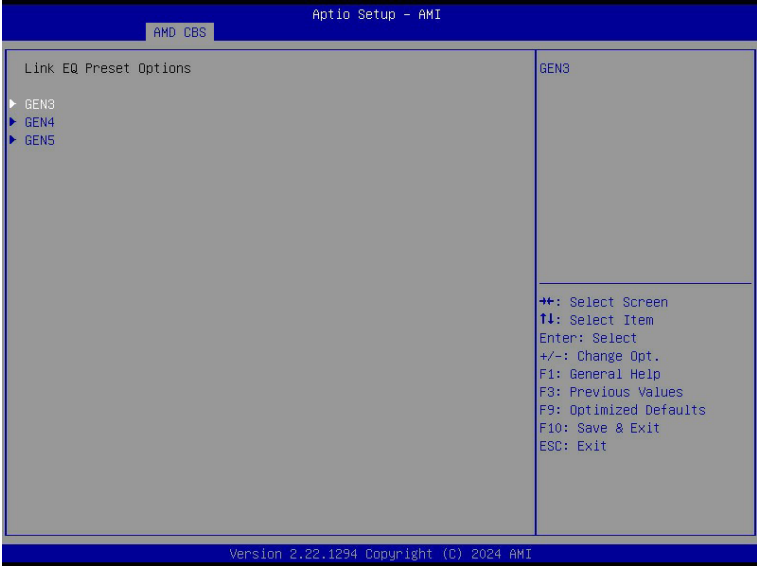 Aptio Setup – AMI
AMD CBS
Link EQ Preset Options
GEN3
GEN4
GEN5
GEN3
→←: Select Screen
↑↓: Select Item
Enter: Select
+/-: Change Opt.
F1: General Help
F3: Previous Values
F9: Optimized Defaults
F10: Save & Exit
ESC: Exit
Version 2.22.1294 Copyright (C) 2024 AMI